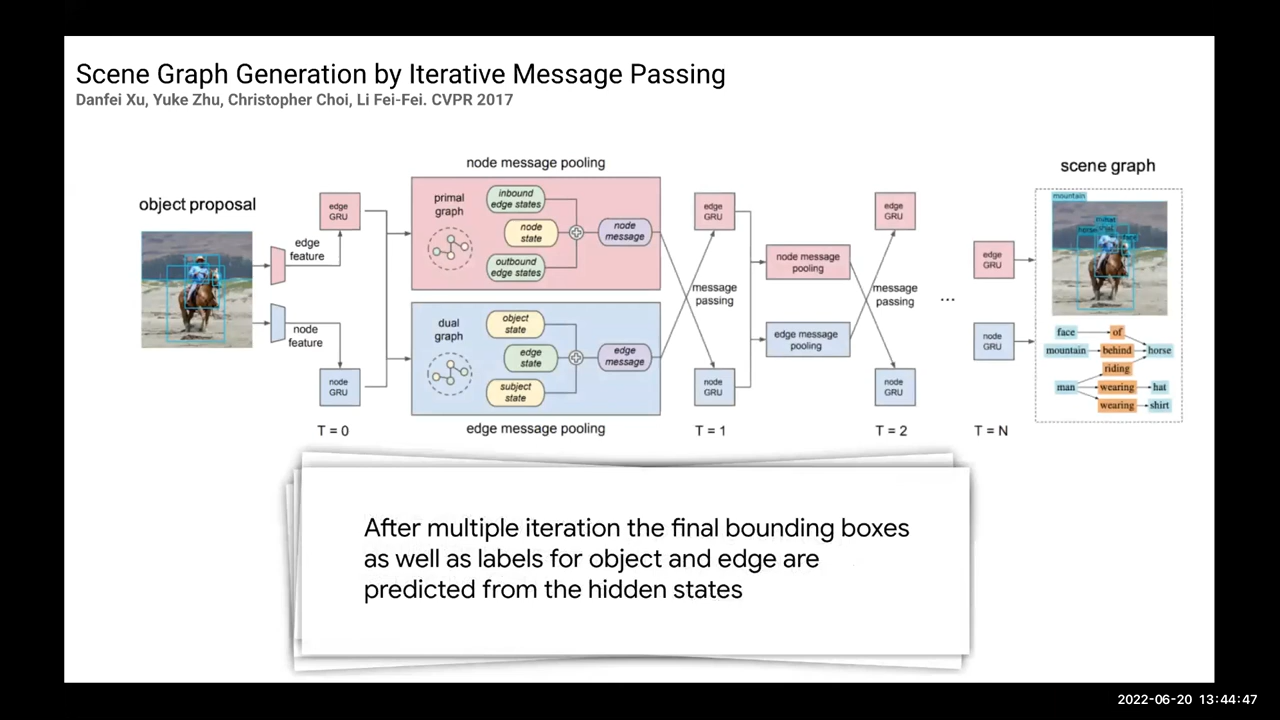 Scene Graph Generation by Iterative Message Passing
Danfei Xu, Yuke Zhu, Christopher Choi, Li Fei-Fei. CVPR 2017
object proposal
edge
feature
node
feature
edge
GRU
node
GRU
T = 0
node message pooling
primal
graph
inbound
edge states
node
state
outbound
edge states
node
message
dual
graph
object
state
edge
state
subject
state
edge
message
edge message pooling
edge
GRU
message
passing
node
GRU
T = 1
node message
pooling
edge message
pooling
edge
GRU
message
passing
node
GRU
T = 2
...
edge
GRU
node
GRU
T = N
scene graph
mountain
face of
mountain behind horse
riding
man wearing hat
wearing shirt
After multiple iteration the final bounding boxes
as well as labels for object and edge are
predicted from the hidden states
2022-06-20 13:44:47